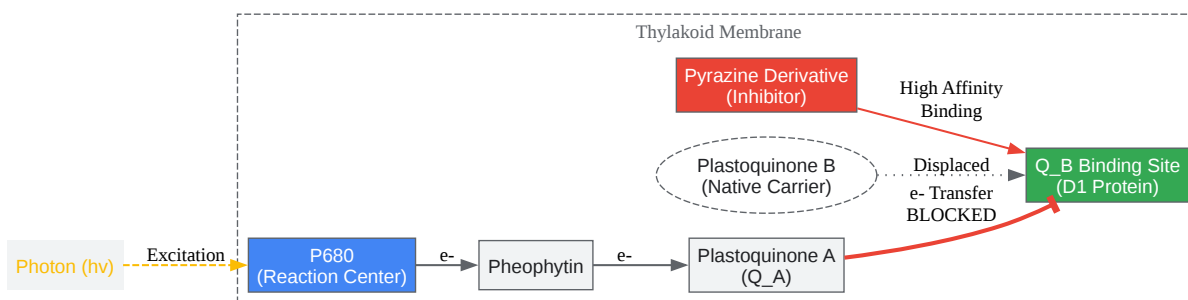 Thylakoid Membrane
Pyrazine Derivative
(Inhibitor)
High Affinity
Binding
Plastoquinone B
(Native Carrier)
Displaced
Q_B Binding Site
(D1 Protein)
e- Transfer
BLOCKED
Photon (hv)
Excitation
P680
(Reaction Center)
e-
Pheophytin
e-
Plastoquinone A
(Q_A)